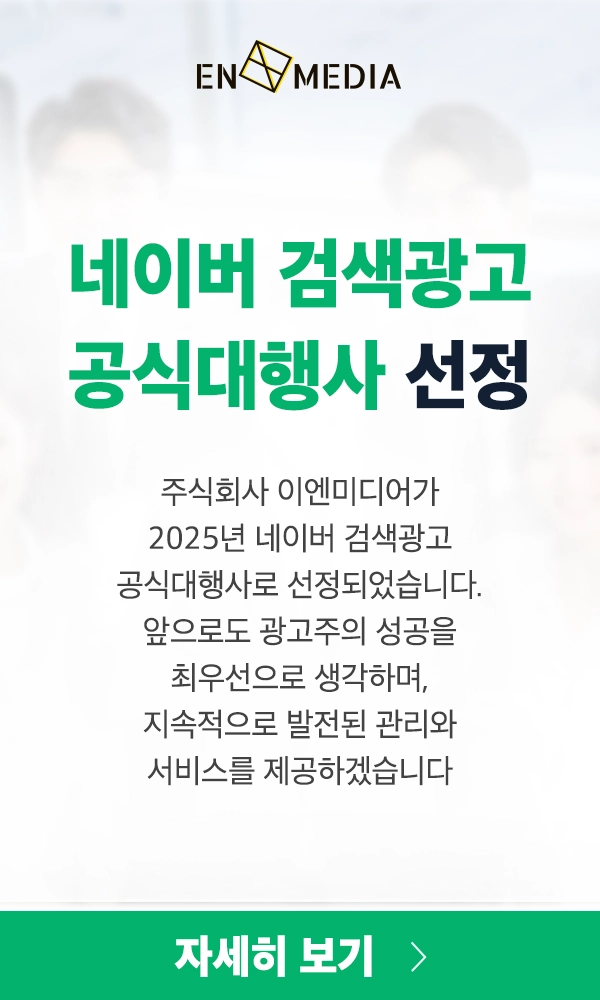 EN MEDIA
네이버 검색광고
공식대행사 선정
주식회사 이엔미디어가
2025년 네이버 검색광고
공식대행사로 선정되었습니다.
앞으로도 광고주의 성공을
최우선으로 생각하며,
지속적으로 발전된 관리와
서비스를 제공하겠습니다
자세히 보기